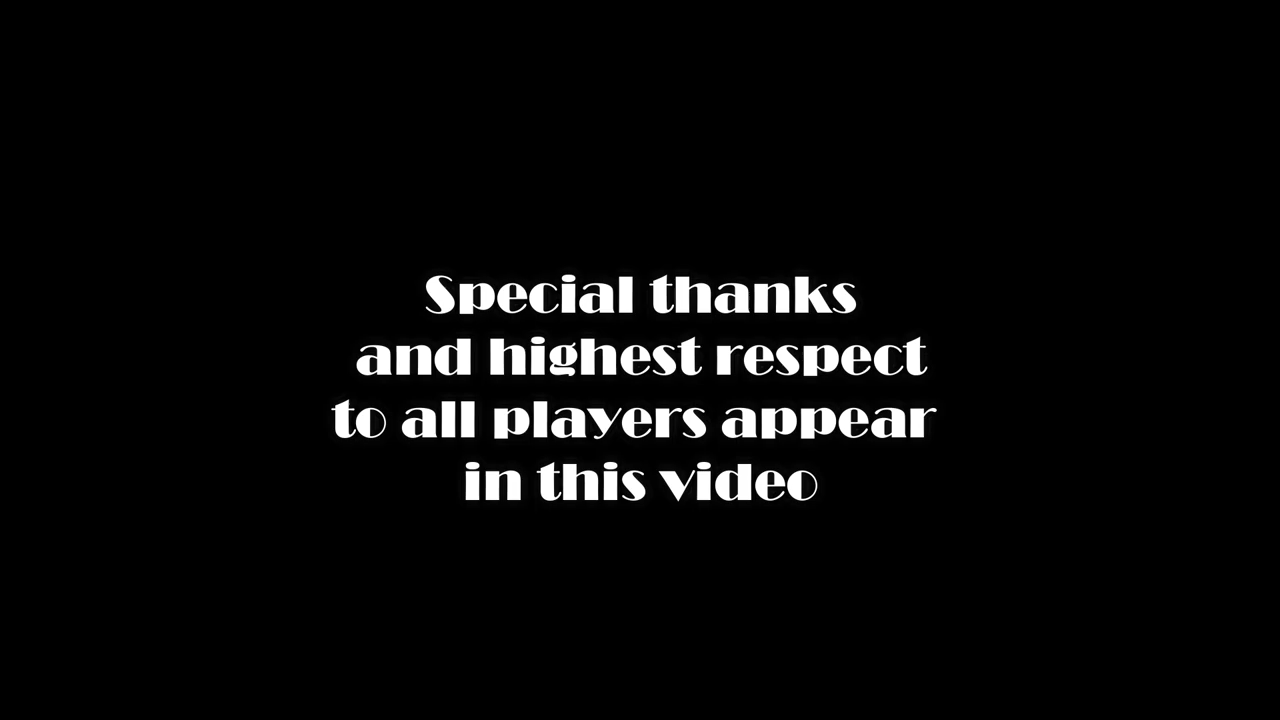 Special thanks
and highest respect
to all players appear
in this video